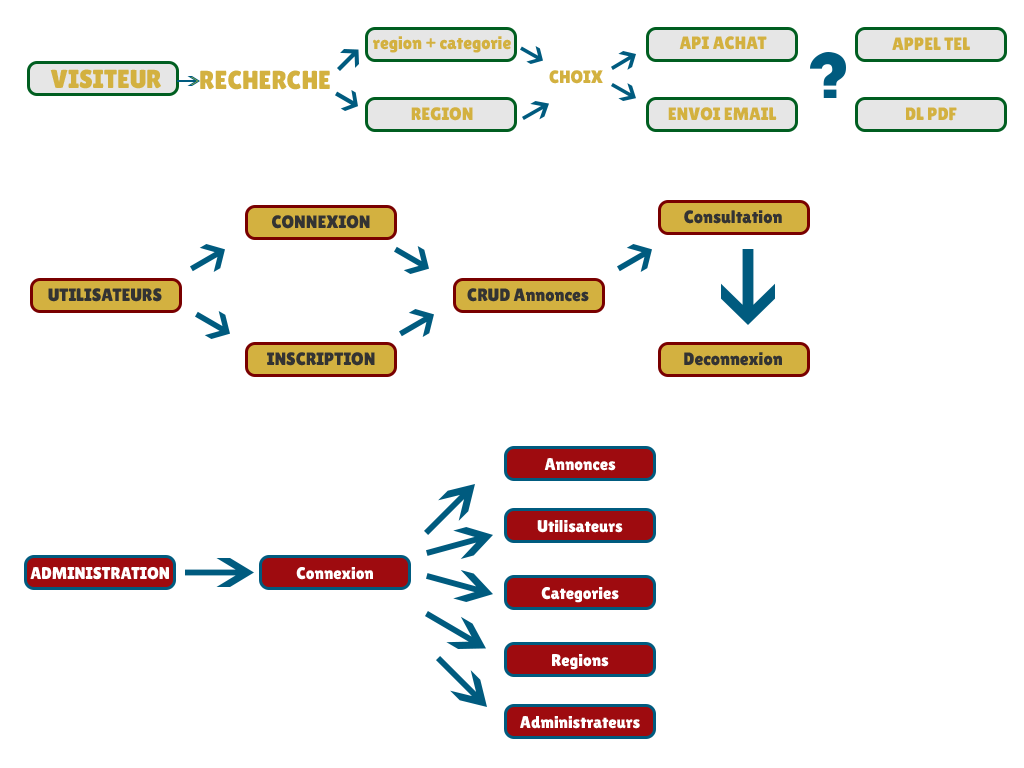 VISITEUR
RECHERCHE
region + categorie
REGION
CHOIX
API ACHAT
ENVOI EMAIL
?
APPEL TEL
DL PDF
UTILISATEURS
CONNEXION
INSCRIPTION
CRUD Annonces
Consultation
Deconnexion
ADMINISTRATION
Connexion
Annonces
Utilisateurs
Categories
Regions
Administrateurs